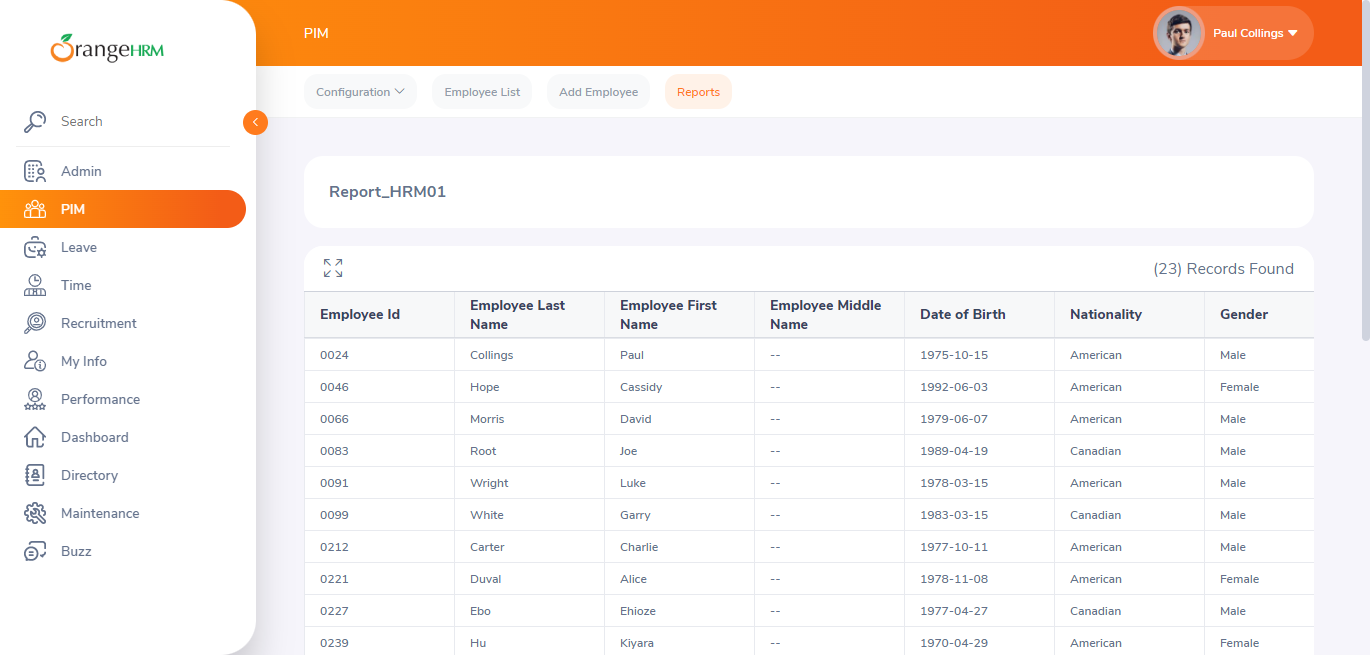 OrangeHRM
PIM
Paul Collings
Configuration
Employee List
Add Employee
Reports
Search
Admin
PIM
Leave
Time
Recruitment
My Info
Performance
Dashboard
Directory
Maintenance
Buzz
Report_HRM01
(23) Records Found
Employee Id Employee Last Name Employee First Name Employee Middle Name Date of Birth Nationality Gender
0024 Collings Paul -- 1975-10-15 American Male
0046 Hope Cassidy -- 1992-06-03 American Female
0066 Morris David -- 1979-06-07 American Male
0083 Root Joe -- 1989-04-19 Canadian Male
0091 Wright Luke -- 1978-03-15 American Male
0099 White Garry -- 1983-03-15 Canadian Male
0212 Carter Charlie -- 1977-10-11 American Male
0221 Duval Alice -- 1978-11-08 American Female
0227 Ebo Ehioze -- 1977-04-27 Canadian Male
0239 Hu Kiyara -- 1970-04-29 American Female